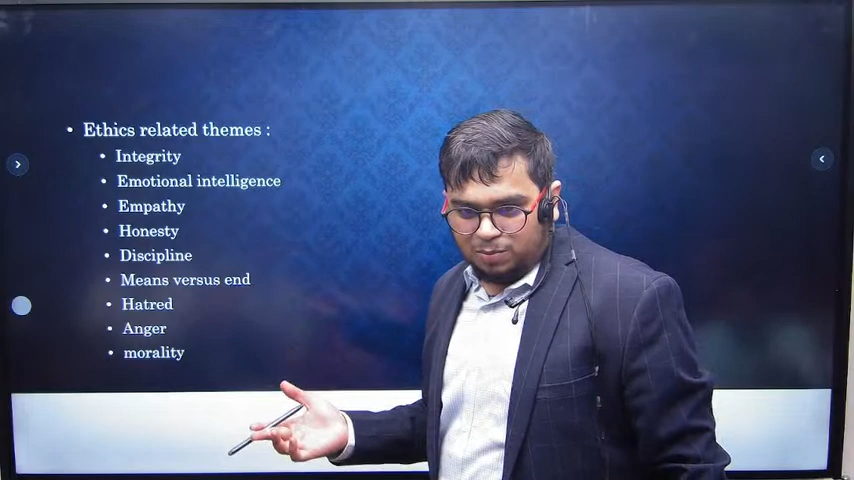 • Ethics related themes :
• Integrity
• Emotional intelligence
• Empathy
• Honesty
• Discipline
• Means versus end
• Hatred
• Anger
• morality